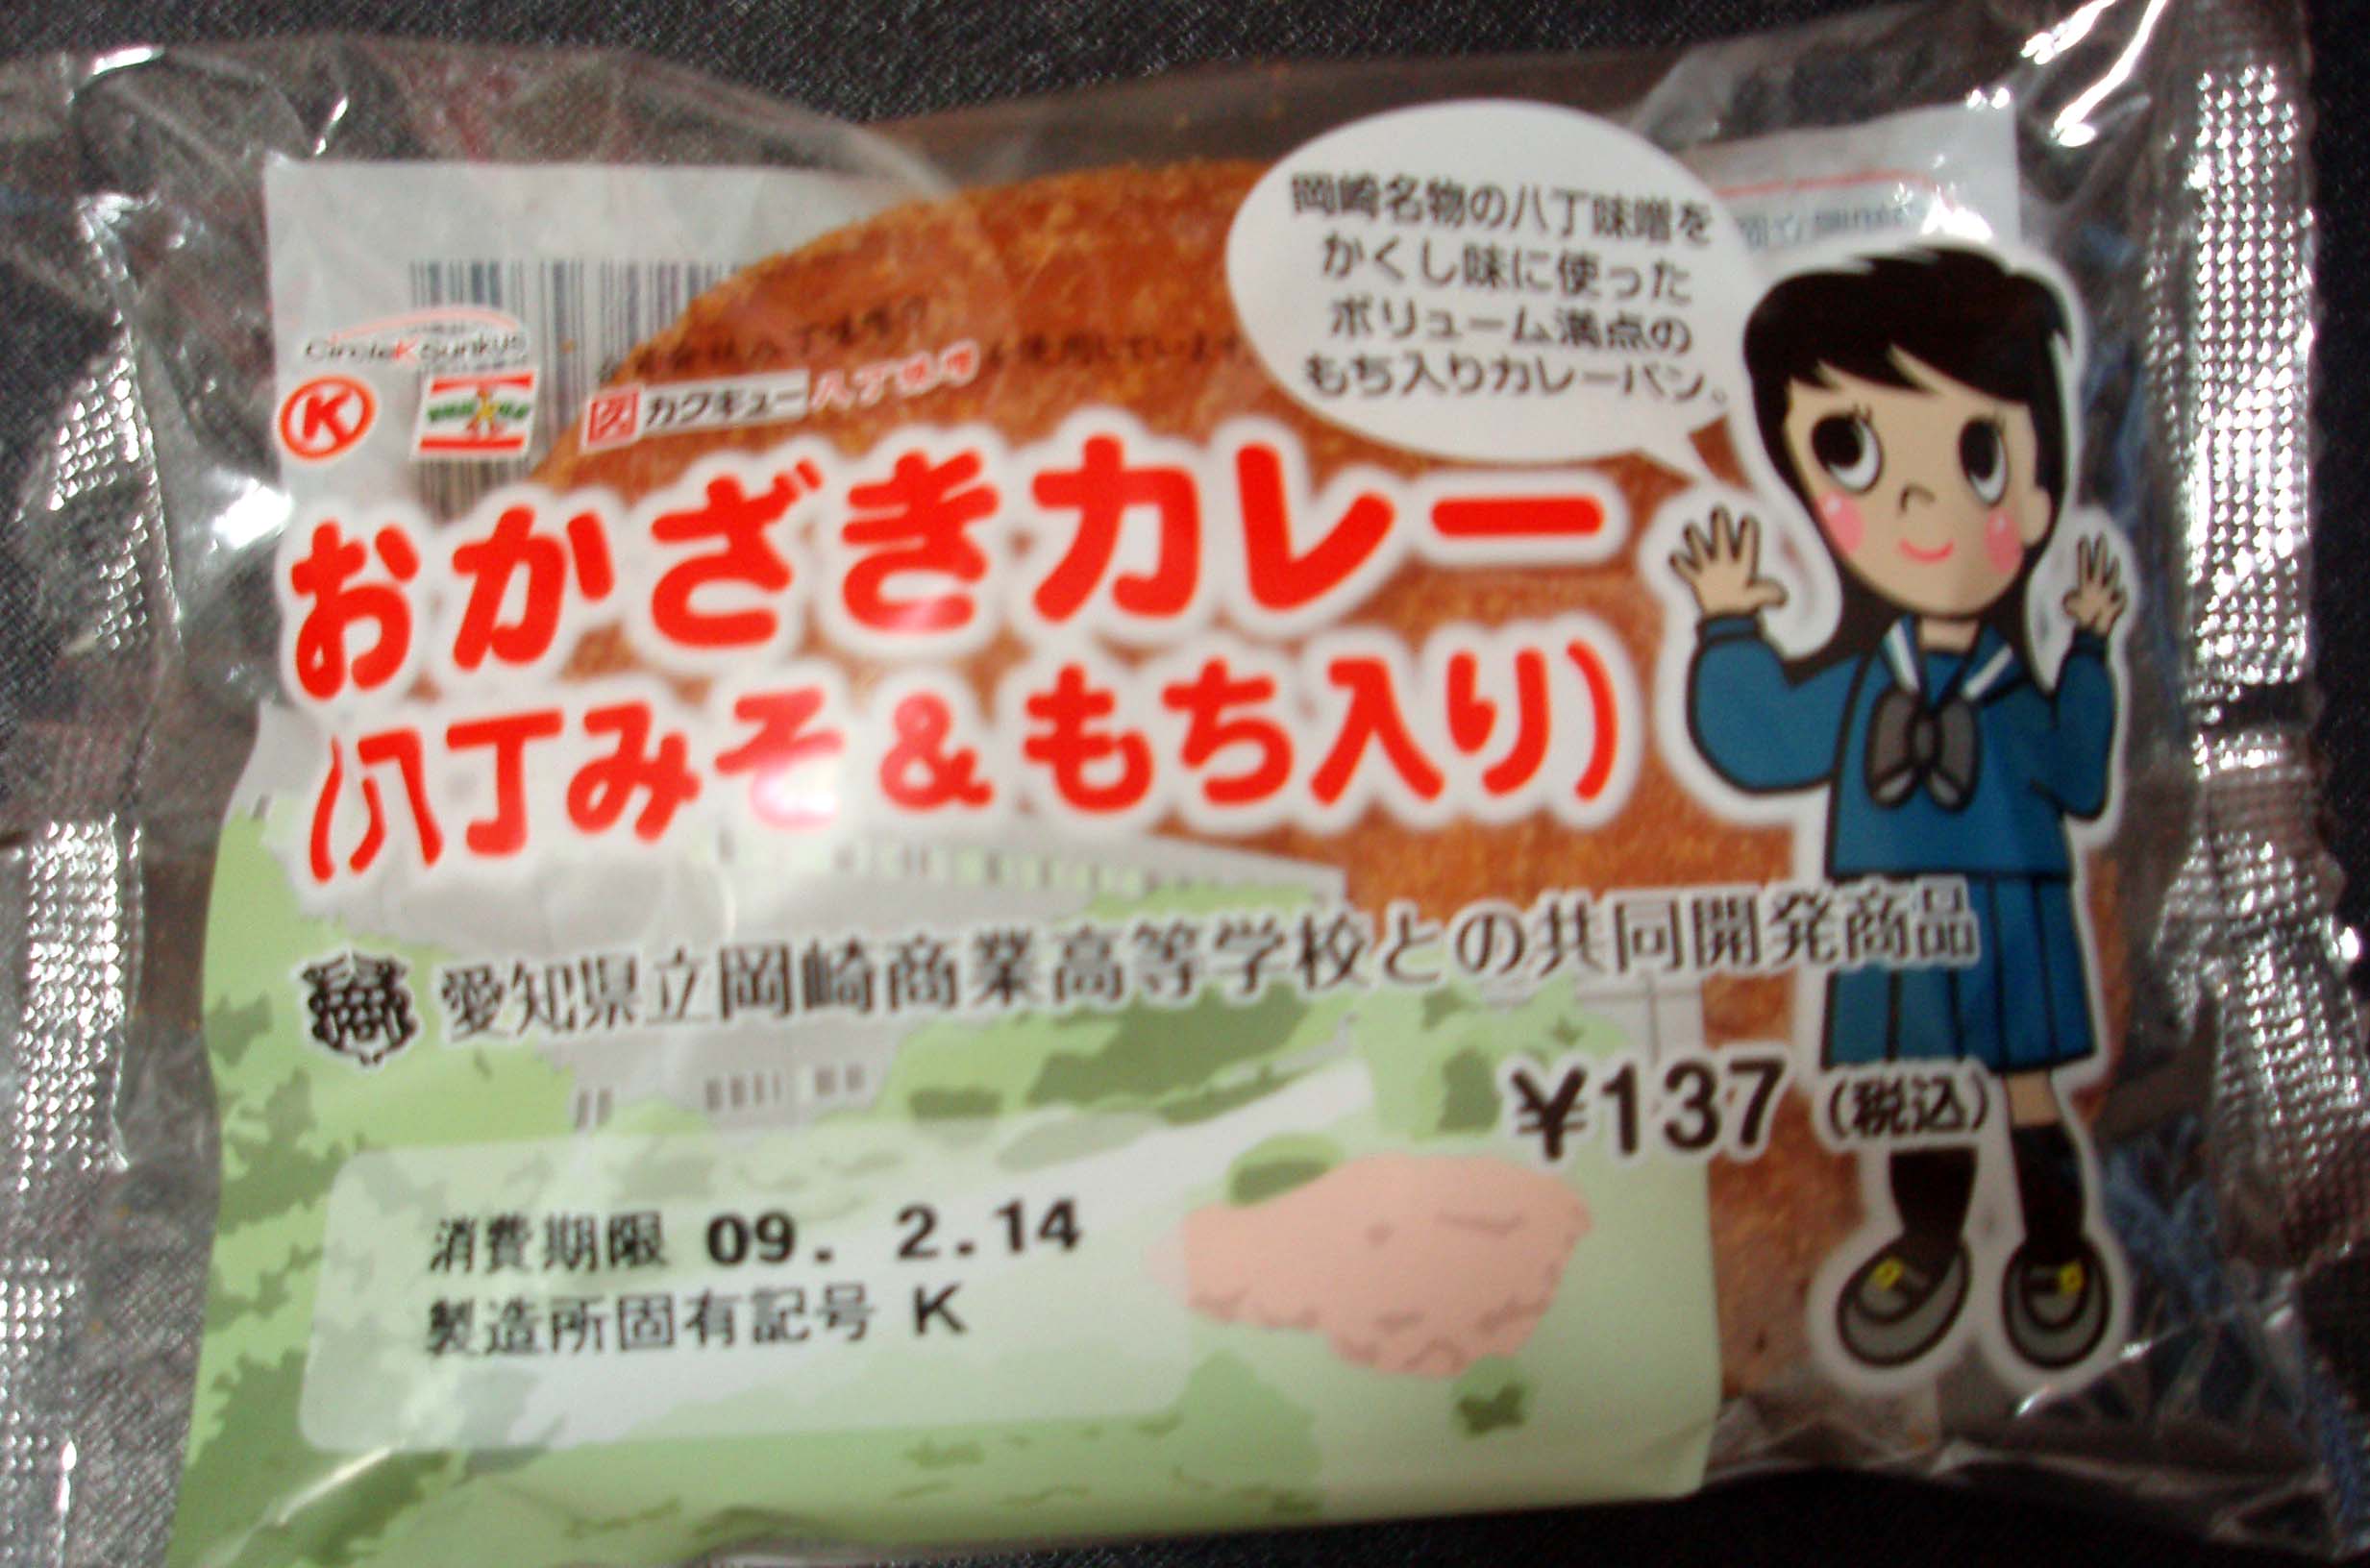 岡崎名物の八丁味噌を
かくし味に使った
ボリューム満点の
もち入りカレーパン。
CircleK Sunkus
K
カクキュー 八丁味噌
おかざきカレー
(八丁みそ&もち入り)
愛知県立岡崎商業高等学校との共同開発商品
¥137 (税込)
消費期限 09. 2.14
製造所固有記号 K